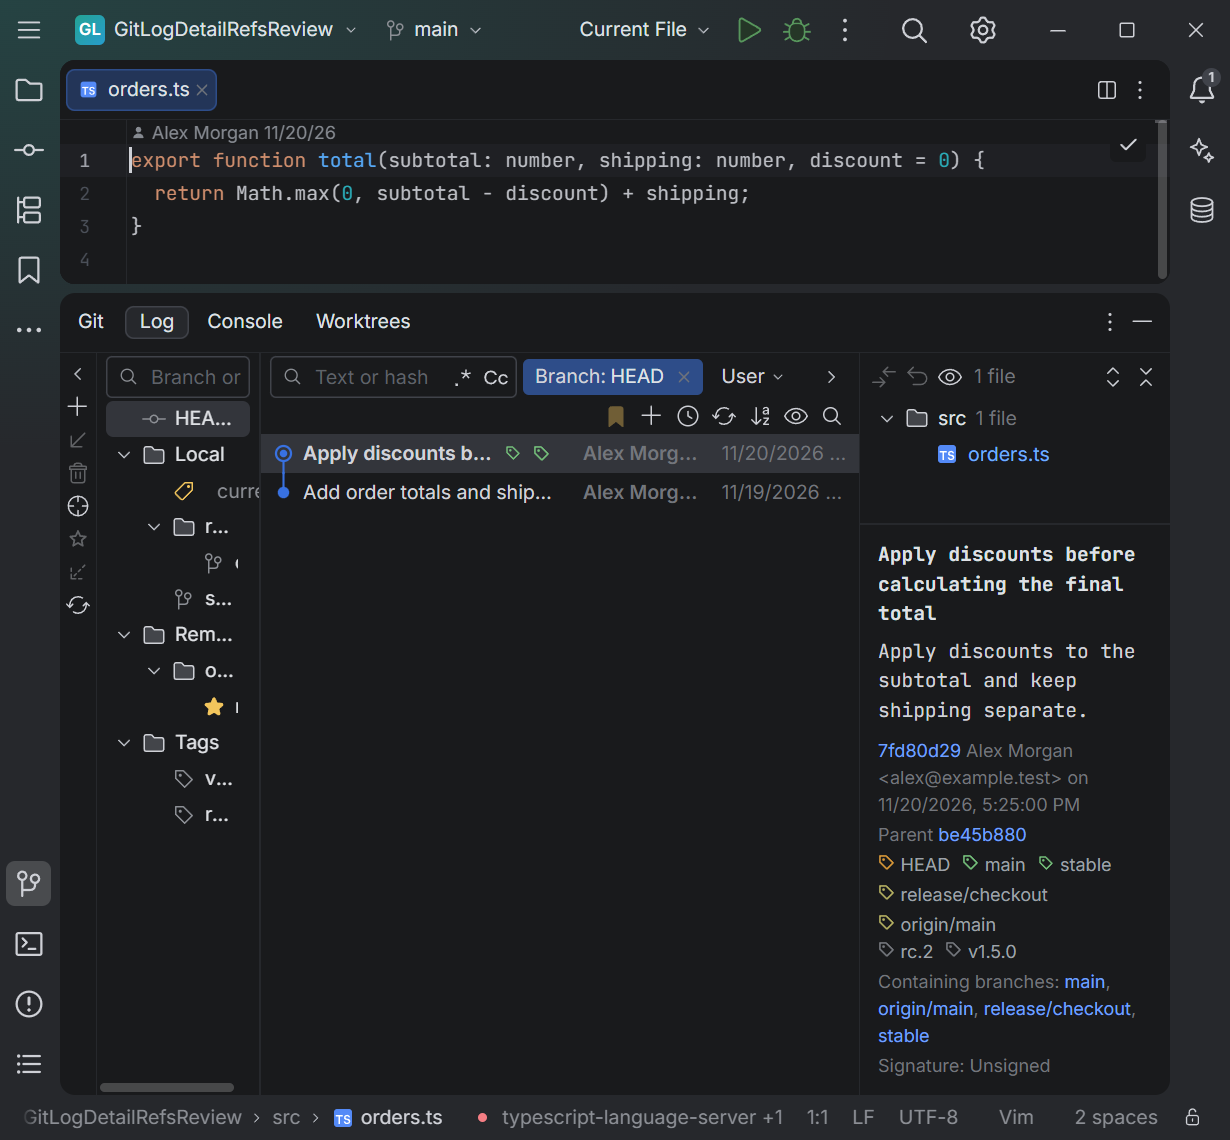 GL GitLogDetailRefsReview main Current File
orders.ts
1
Alex Morgan 11/20/26
1 export function total(subtotal: number, shipping: number, discount = 0) {
2 return Math.max(0, subtotal - discount) + shipping;
3 }
4
Git Log Console Worktrees
Branch or
Text or hash .* Cc Branch: HEAD User
1 file
HEA...
Local
curre
r...
s...
Rem...
o...
Tags
v...
r...
Apply discounts b... Alex Morg... 11/20/2026 ...
Add order totals and ship... Alex Morg... 11/19/2026 ...
src 1 file
TS orders.ts
Apply discounts before
calculating the final
total
Apply discounts to the
subtotal and keep
shipping separate.
7fd80d29 Alex Morgan
<alex@example.test> on
11/20/2026, 5:25:00 PM
Parent be45b880
HEAD main stable
release/checkout
origin/main
rc.2 v1.5.0
Containing branches: main,
origin/main, release/checkout,
stable
Signature: Unsigned
GitLogDetailRefsReview › src › TS orders.ts typescript-language-server +1 1:1 LF UTF-8 Vim 2 spaces